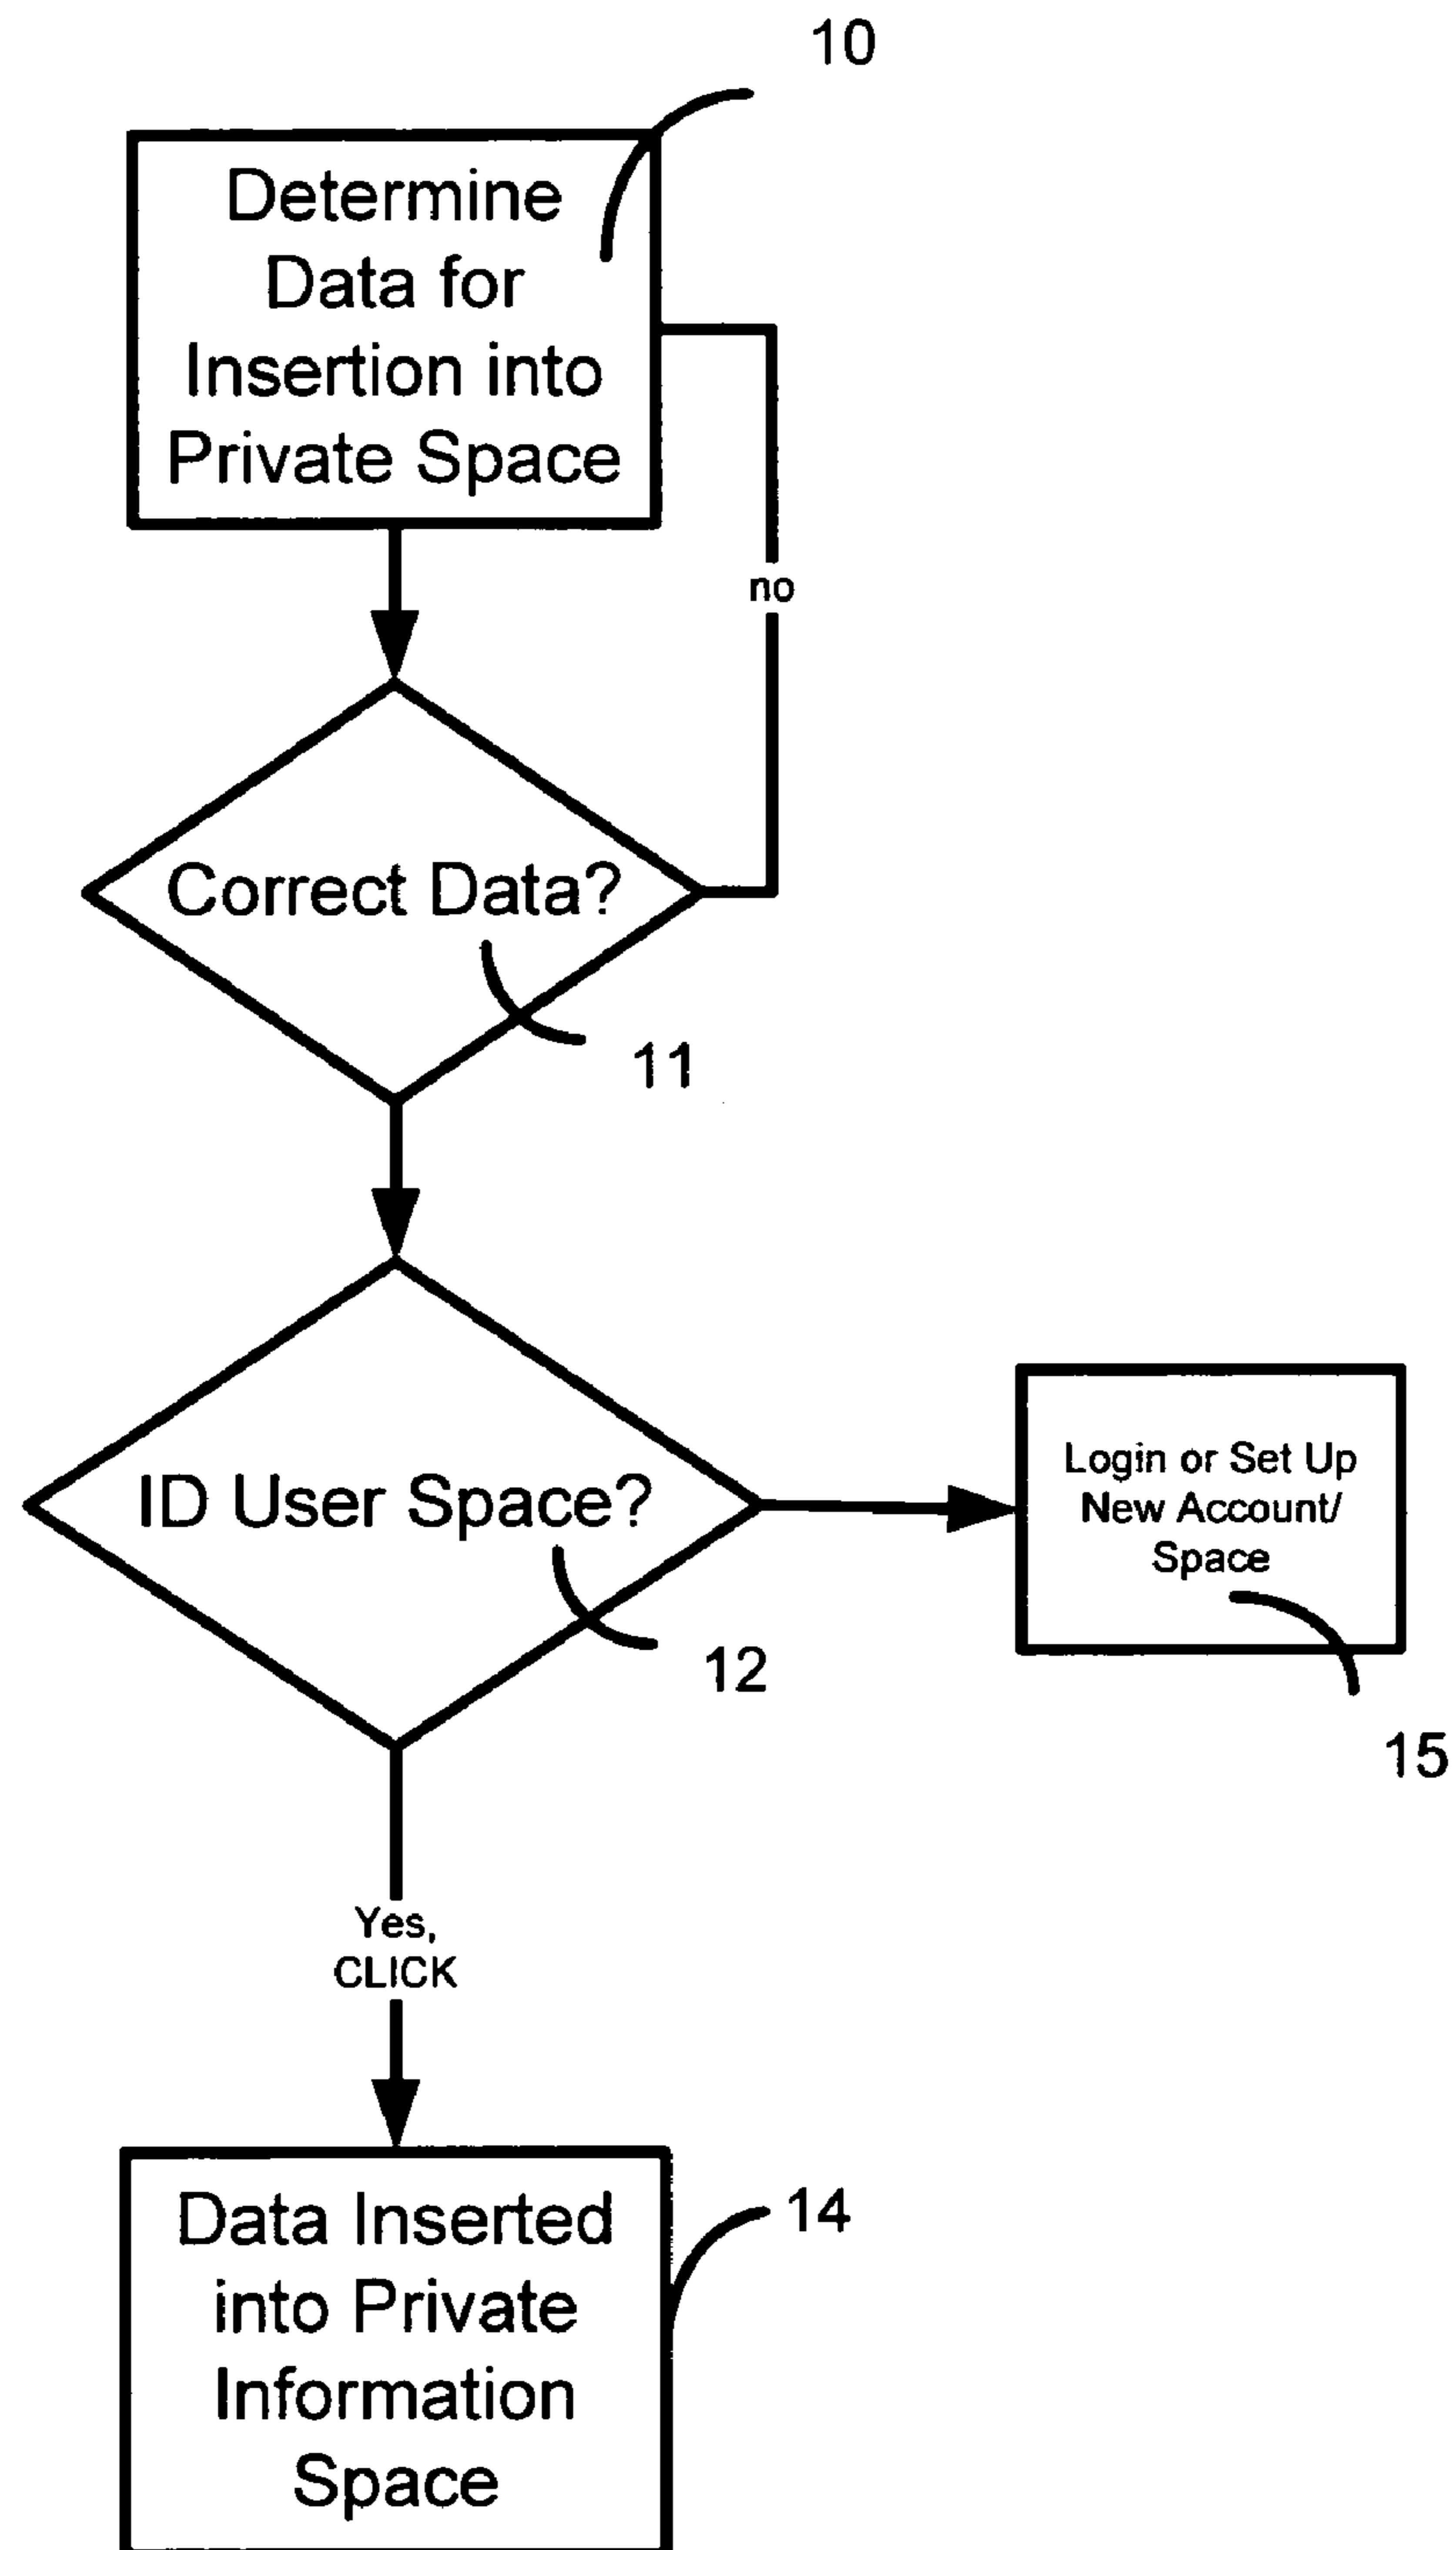 10
Determine
Data for
Insertion into
Private Space
no
Correct Data?
11
ID User Space?
12
Login or Set Up
New Account/
Space
15
Yes,
CLICK
Data Inserted
into Private
Information
Space
14